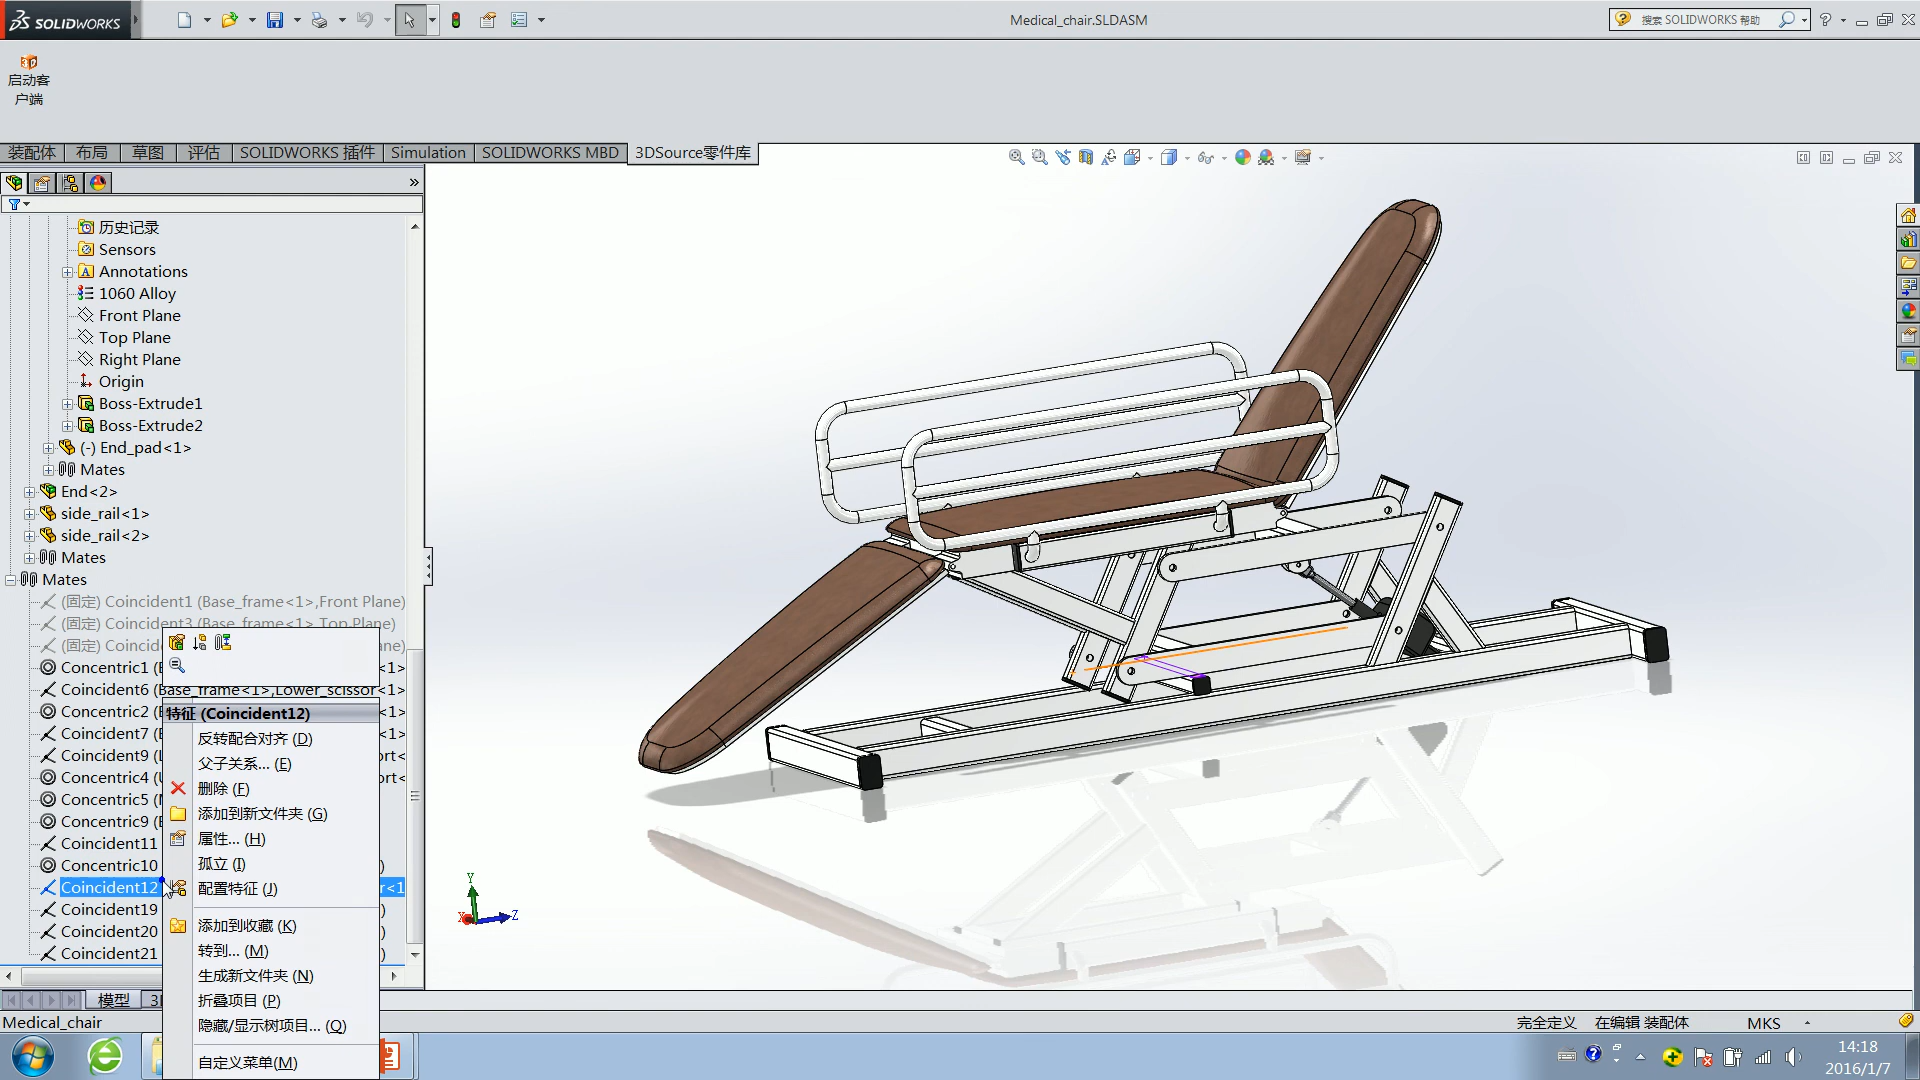 SOLIDWORKS
Medical_chair.SLDASM
搜索 SOLIDWORKS 帮助
启动客
户端
装配体 布局 草图 评估 SOLIDWORKS 插件 Simulation SOLIDWORKS MBD 3DSource零件库
历史记录
Sensors
Annotations
1060 Alloy
Front Plane
Top Plane
Right Plane
Origin
Boss-Extrude1
Boss-Extrude2
(-) End_pad<1>
Mates
End<2>
side_rail<1>
side_rail<2>
Mates
Mates
(固定) Coincident1 (Base_frame<1>,Front Plane)
(固定) Coincident3 (Base_frame<1>,Top Plane)
(固定) Coincid ane)
Concentric1 (B <1>
Coincident6 (Base_frame<1>,Lower_scissor<1>
Concentric2 (B <1>
Coincident7 (B <1>
Coincident9 (L ort<
Concentric4 (U ort<
Concentric5 (
Concentric9 (B
Coincident11
Concentric10 )
Coincident12 r<1
Coincident19 )
Coincident20 )
Coincident21 )
特征 (Coincident12)
反转配合对齐 (D)
父子关系... (E)
删除 (F)
添加到新文件夹 (G)
属性... (H)
孤立 (I)
配置特征 (J)
添加到收藏 (K)
转到... (M)
生成新文件夹 (N)
折叠项目 (P)
隐藏/显示树项目... (Q)
自定义菜单(M)
Y
X
Z
模型 3
Medical_chair
完全定义 在编辑 装配体 MKS
14:18
2016/1/7